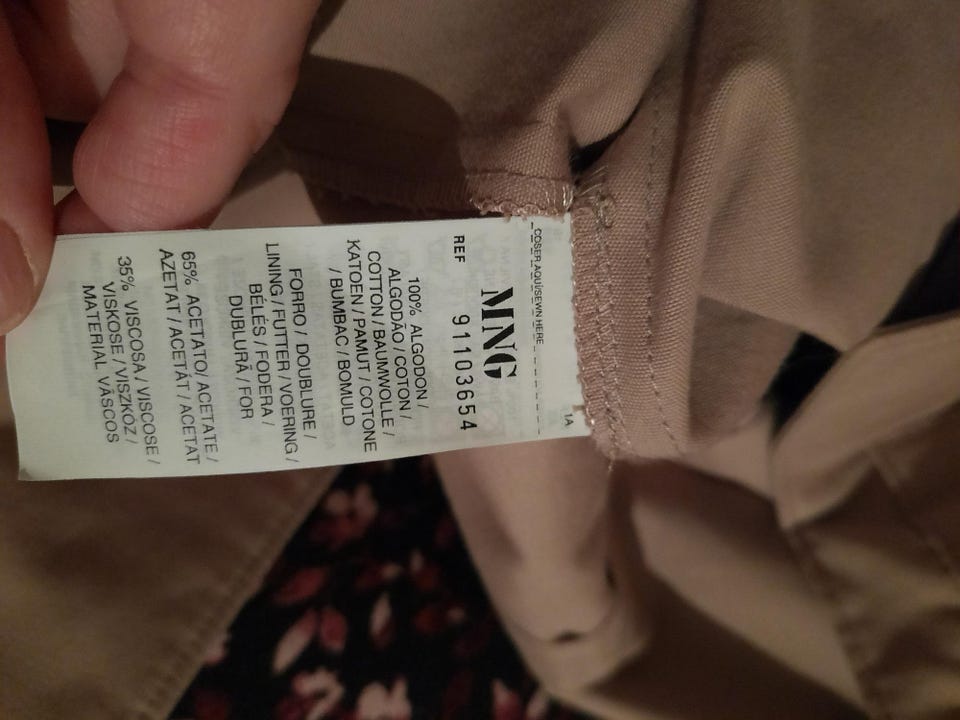 COSER AQUI/SEWN HERE
1A
MNG
REF 91103654
100% ALGODON /
ALGODÃO / COTON /
COTTON / BAUMWOLLE /
KATOEN / PAMUT / COTONE
/ BUMBAC / BOMULD
FORRO / DOUBLURE /
LINING / FUTTER / VOERING /
BÉLÉS / FODERA /
DUBLURĂ / FOR
65% ACETATO/ ACETATE /
AZETAT / ACETÁT / ACETAT
35% VISCOSA / VISCOSE /
VISKOSE / VISZKOZ /
MATERIAL VÁSCOS